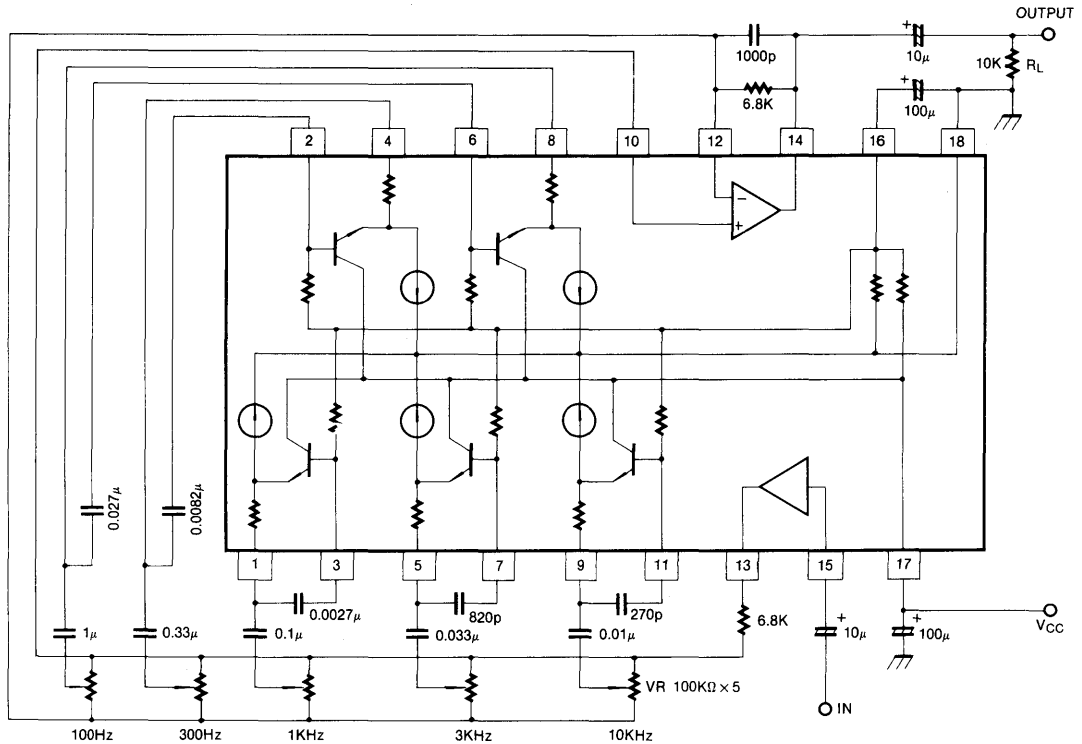 OUTPUT
1000p
10μ
10K RL
6.8K
100μ
2 4 6 8 10 12 14 16 18
−
+
0.027μ
0.0082μ
1 3 5 7 9 11 13 15 17
0.0027μ
820p
270p
1μ
0.33μ
0.1μ
0.033μ
0.01μ
6.8K
10μ
100μ
VCC
VR 100KΩ×5
IN
100Hz 300Hz 1KHz 3KHz 10KHz